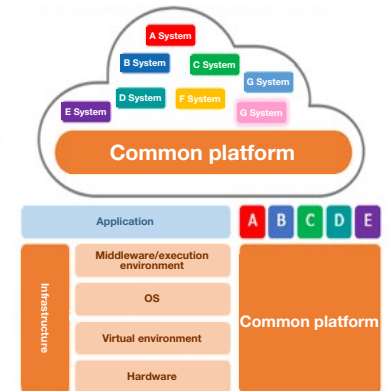 A System
B System
C System
G System
D System
F System
E System
G System
Common platform
Application
A B C D E
Infrastructure
Middleware/execution
environment
OS
Virtual environment
Hardware
Common platform